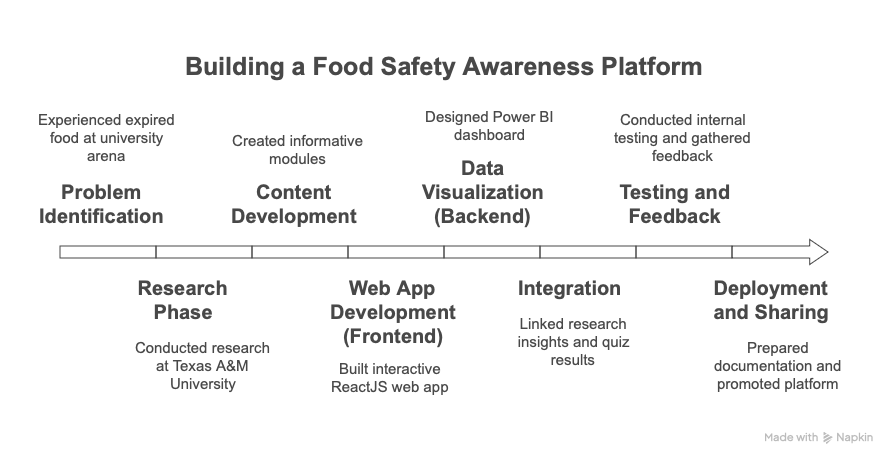 Building a Food Safety Awareness Platform
Experienced expired
food at university
arena
Problem
Identification
Research
Phase
Conducted research
at Texas A&M
University
Created informative
modules
Content
Development
Web App
Development
(Frontend)
Built interactive
ReactJS web app
Designed Power BI
dashboard
Data
Visualization
(Backend)
Integration
Linked research
insights and quiz
results
Conducted internal
testing and gathered
feedback
Testing and
Feedback
Deployment
and Sharing
Prepared
documentation and
promoted platform
Made with Napkin